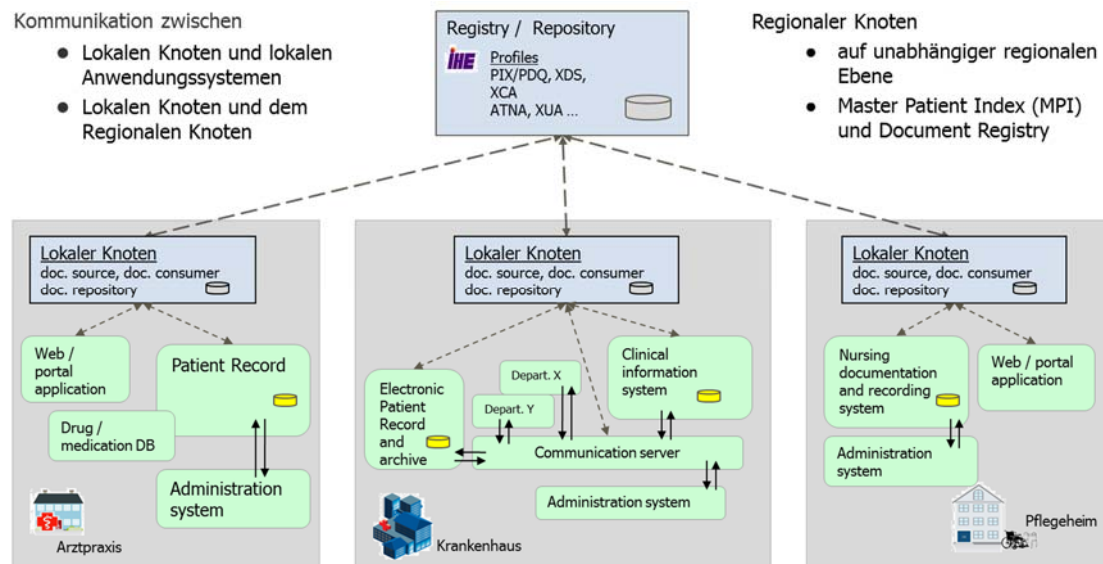 Kommunikation zwischen
● Lokalen Knoten und lokalen
Anwendungssystemen
● Lokalen Knoten und dem
Regionalen Knoten
Registry / Repository
IHE
Profiles
PIX/PDQ, XDS,
XCA
ATNA, XUA ...
Regionaler Knoten
● auf unabhängiger regionalen
Ebene
● Master Patient Index (MPI)
und Document Registry
Lokaler Knoten
doc. source, doc. consumer
doc. repository
Web /
portal
application
Patient Record
Drug /
medication DB
Administration
system
Arztpraxis
Lokaler Knoten
doc. source, doc. consumer
doc. repository
Electronic
Patient
Record
and
archive
Depart. X
Depart. Y
Clinical
information
system
Communication server
Administration system
Krankenhaus
Lokaler Knoten
doc. source, doc. consumer
doc. repository
Nursing
documentation
and recording
system
Web / portal
application
Administration
system
Pflegeheim